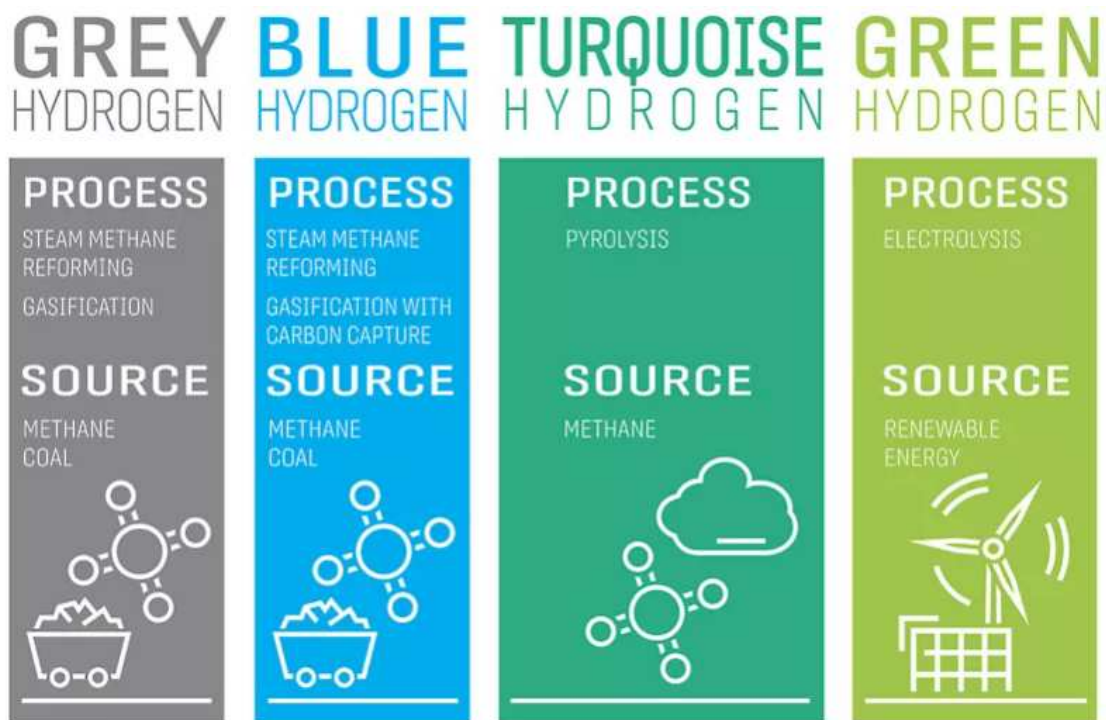 GREY
HYDROGEN
PROCESS
STEAM METHANE
REFORMING
GASIFICATION
SOURCE
METHANE
COAL
BLUE
HYDROGEN
PROCESS
STEAM METHANE
REFORMING
GASIFICATION WITH
CARBON CAPTURE
SOURCE
METHANE
COAL
TURQUOISE
HYDROGEN
PROCESS
PYROLYSIS
SOURCE
METHANE
GREEN
HYDROGEN
PROCESS
ELECTROLYSIS
SOURCE
RENEWABLE
ENERGY